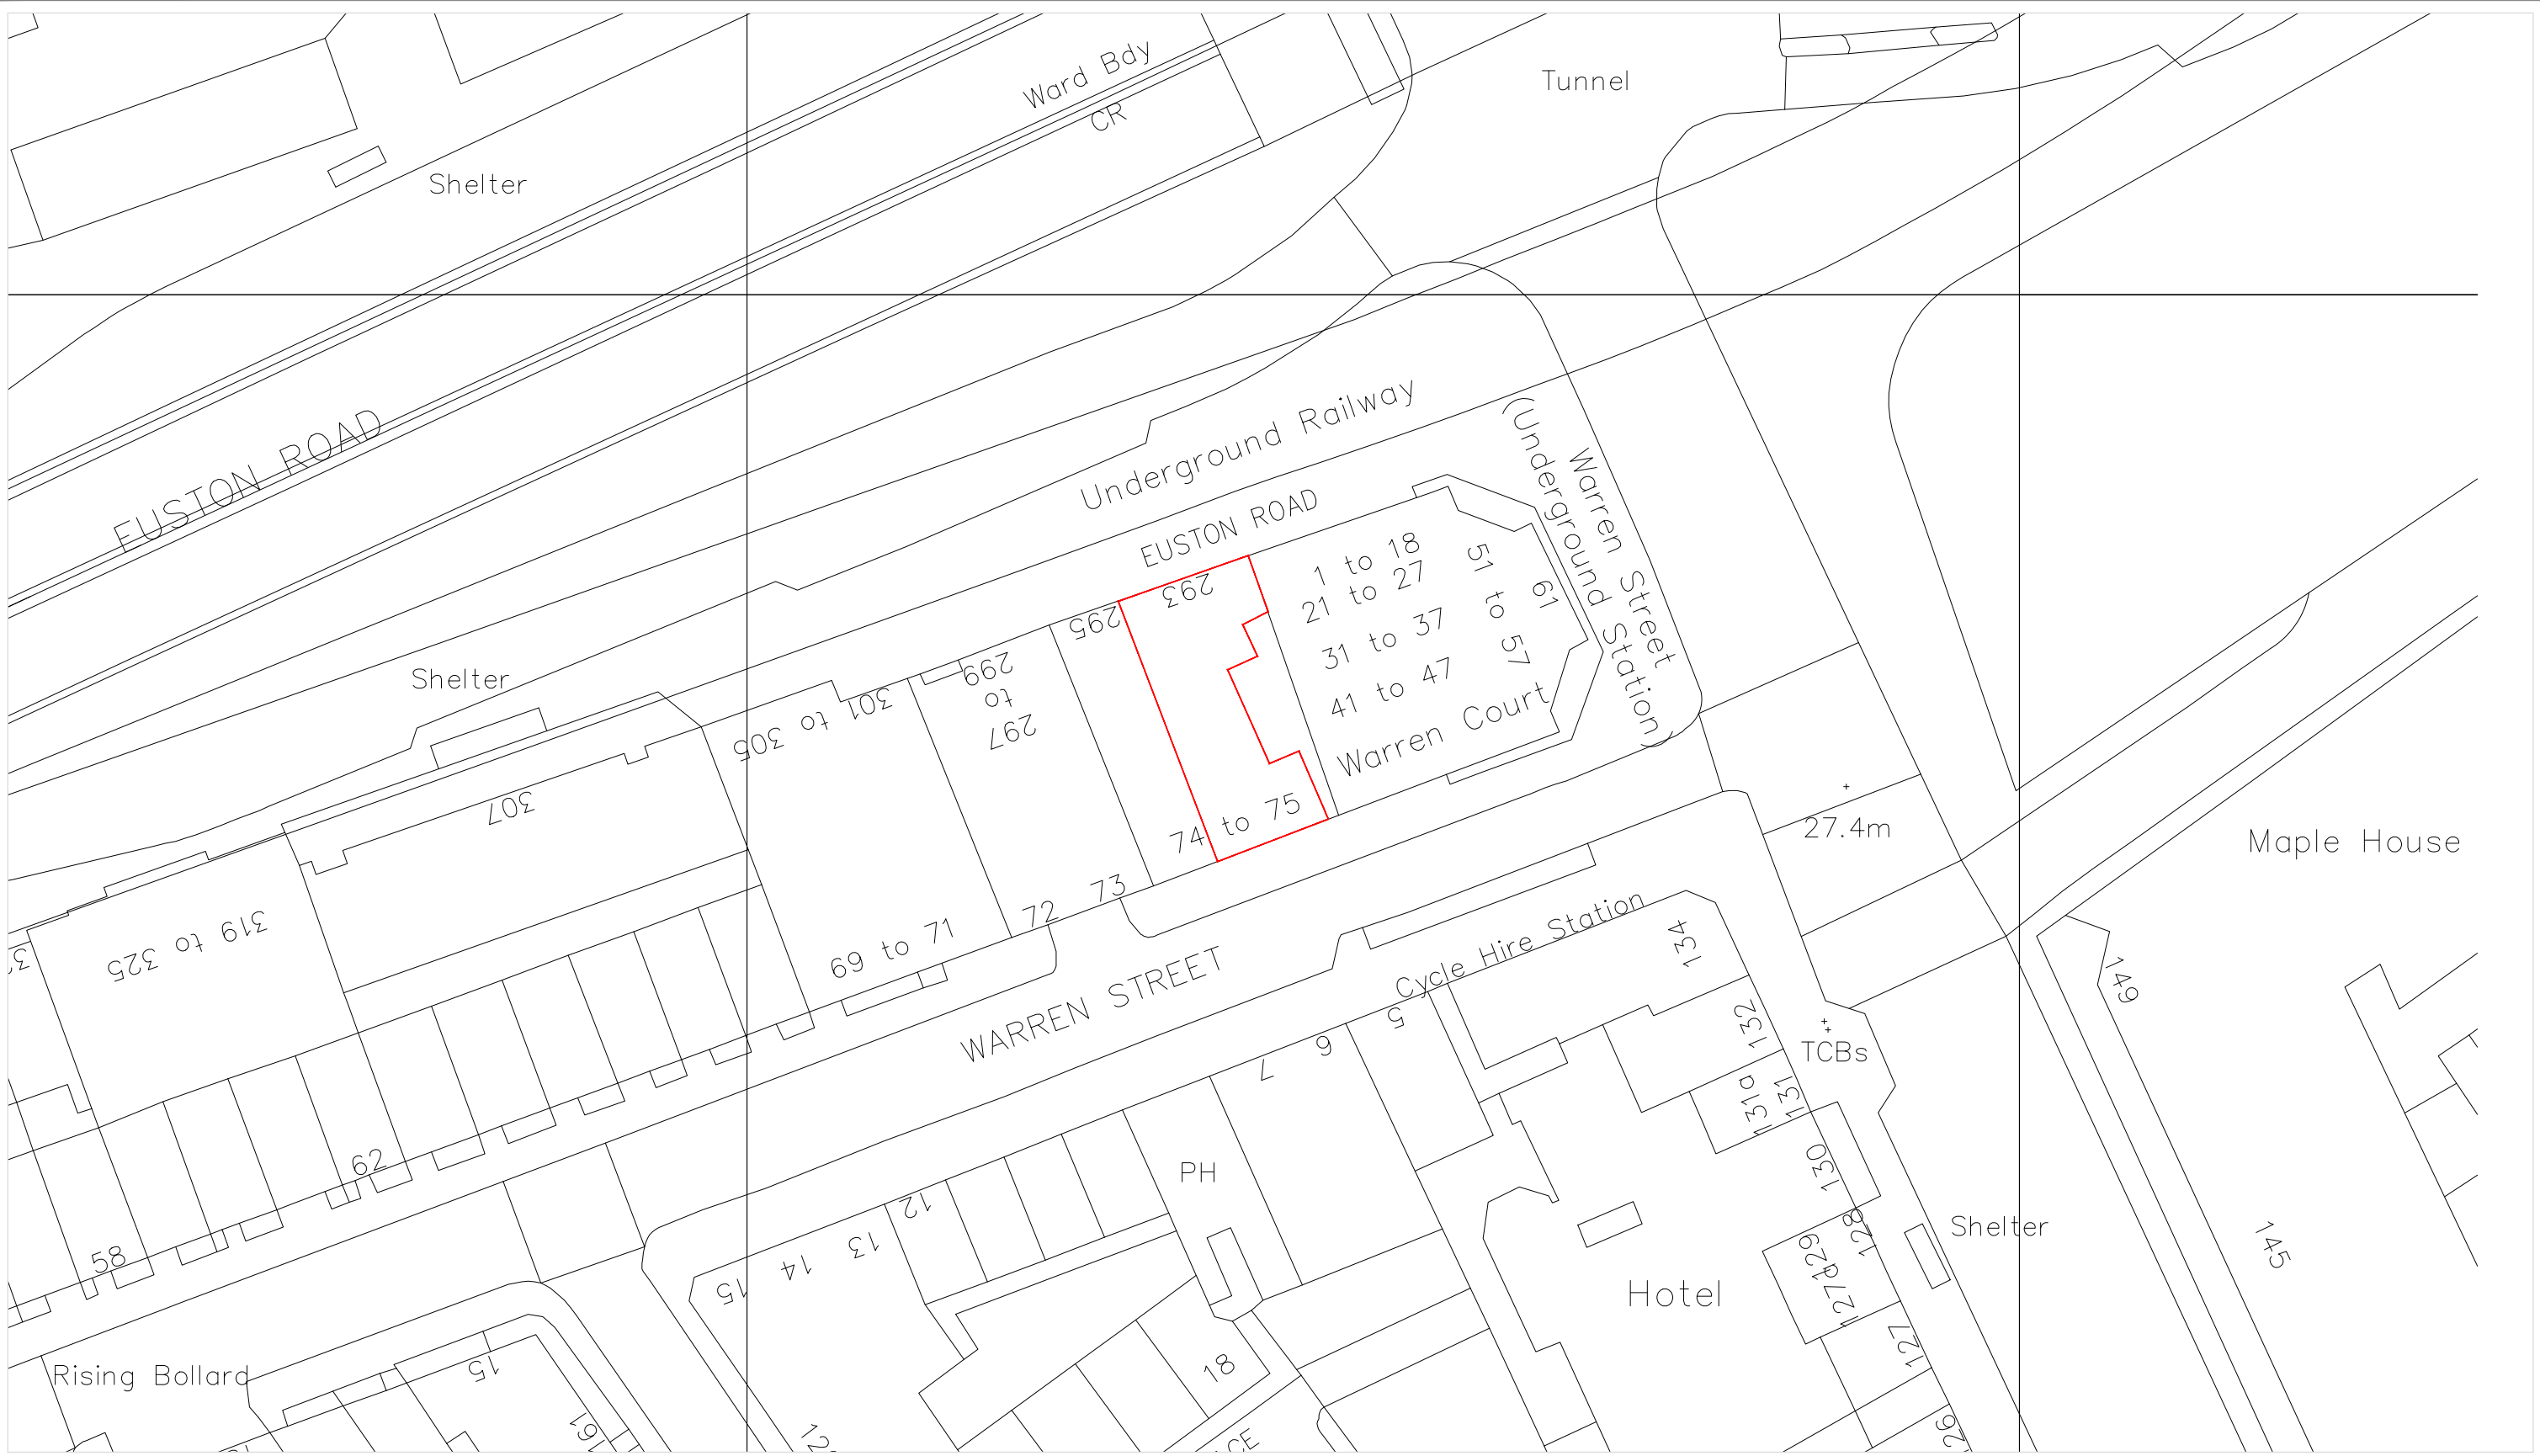 Ward Bdy
CR
Tunnel
Shelter
EUSTON ROAD
Underground Railway
Warren Street
(Underground Station)
EUSTON ROAD
293
295
1 to 18
21 to 27
31 to 37
41 to 47
51 to 57
61
Warren Court
Shelter
299
to
297
301 to 305
307
74 to 75
73
72
69 to 71
27.4m
Maple House
319 to 325
WARREN STREET
Cycle Hire Station
134
149
132
TCBs
131a
131
130
5
6
7
PH
62
58
12
13
14
15
128
129
127a
127
126
Shelter
145
Hotel
Rising Bollard
15
18
161